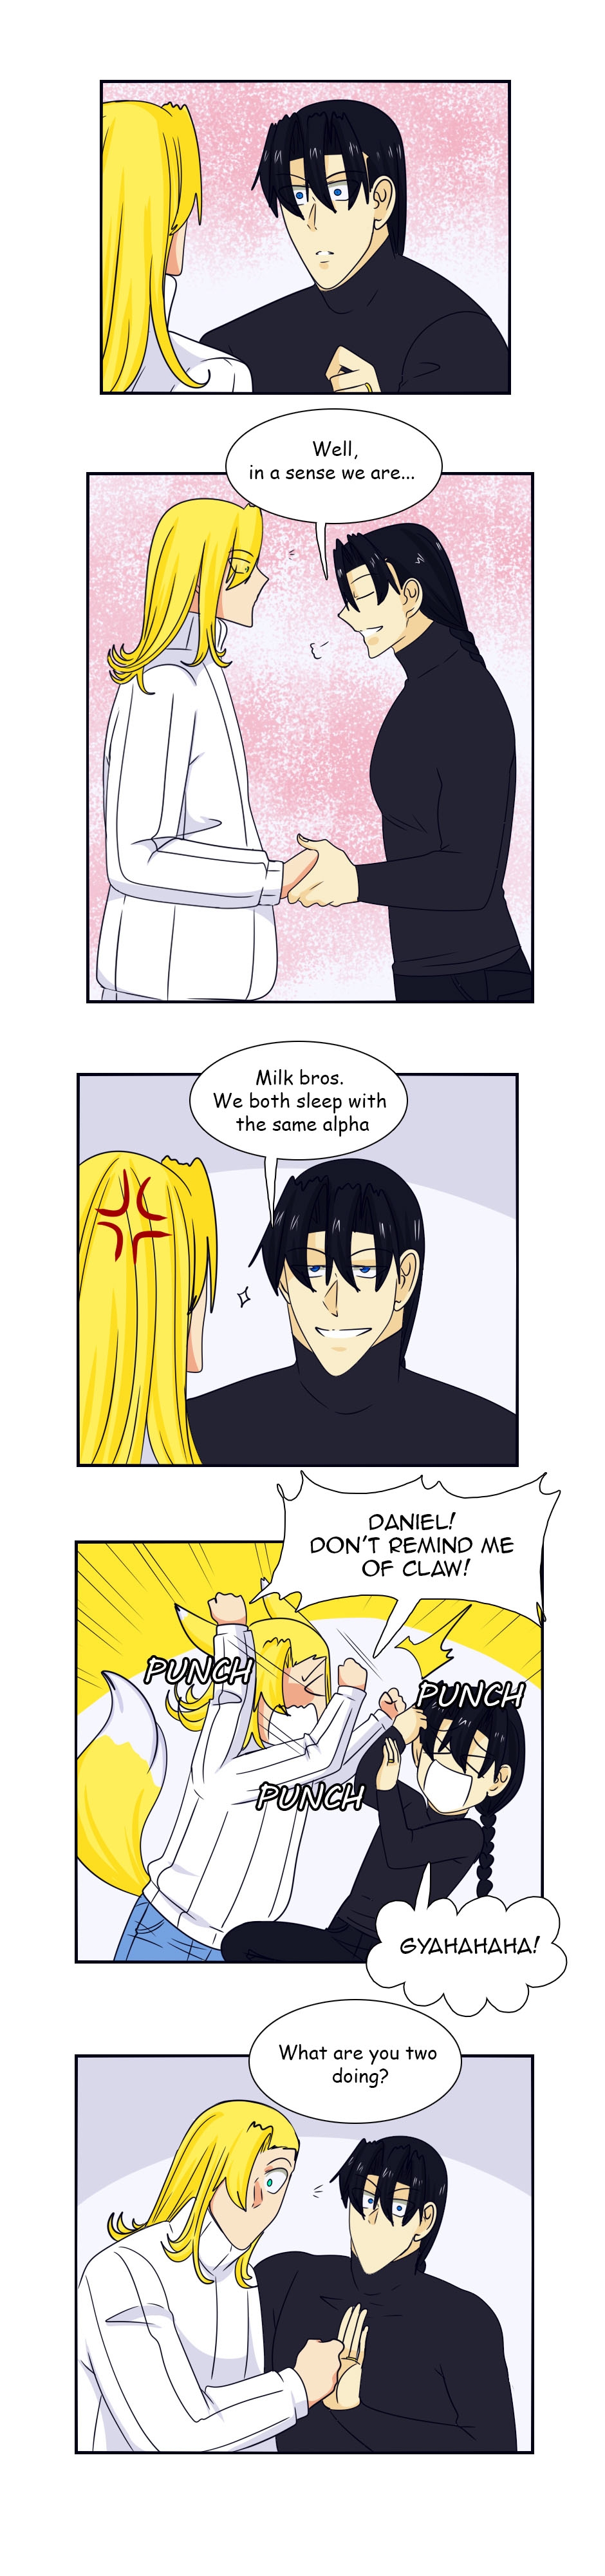 Well,
in a sense we are...
Milk bros.
We both sleep with
the same alpha
DANIEL!
DON'T REMIND ME
OF CLAW!
PUNCH
PUNCH
PUNCH
GYAHAHAHA!
What are you two
doing?